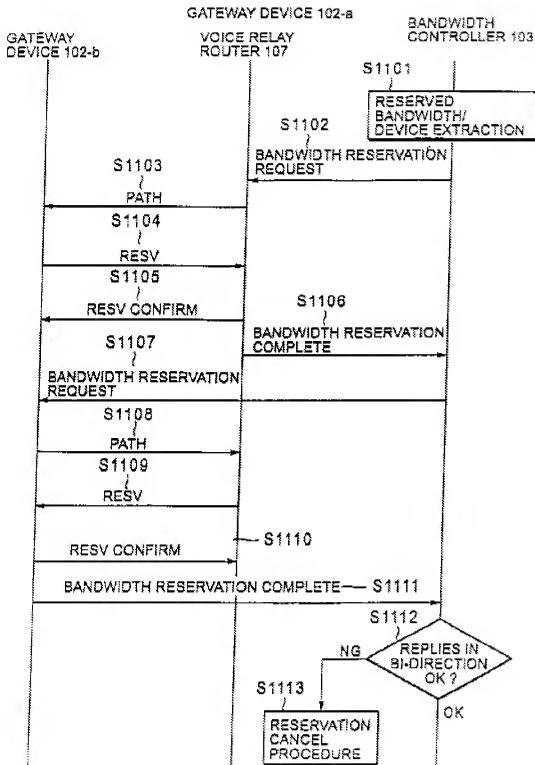 GATEWAY DEVICE 102-a
GATEWAY
DEVICE 102-b
VOICE RELAY
ROUTER 107
BANDWIDTH
CONTROLLER 103
S1101
RESERVED
BANDWIDTH/
DEVICE EXTRACTION
S1102
BANDWIDTH RESERVATION
REQUEST
S1103
PATH
S1104
RESV
S1105
RESV CONFIRM
S1106
BANDWIDTH RESERVATION
COMPLETE
S1107
BANDWIDTH RESERVATION
REQUEST
S1108
PATH
S1109
RESV
S1110
RESV CONFIRM
BANDWIDTH RESERVATION COMPLETE
S1111
S1112
REPLIES IN
BI-DIRECTION
OK ?
NG
OK
S1113
RESERVATION
CANCEL
PROCEDURE